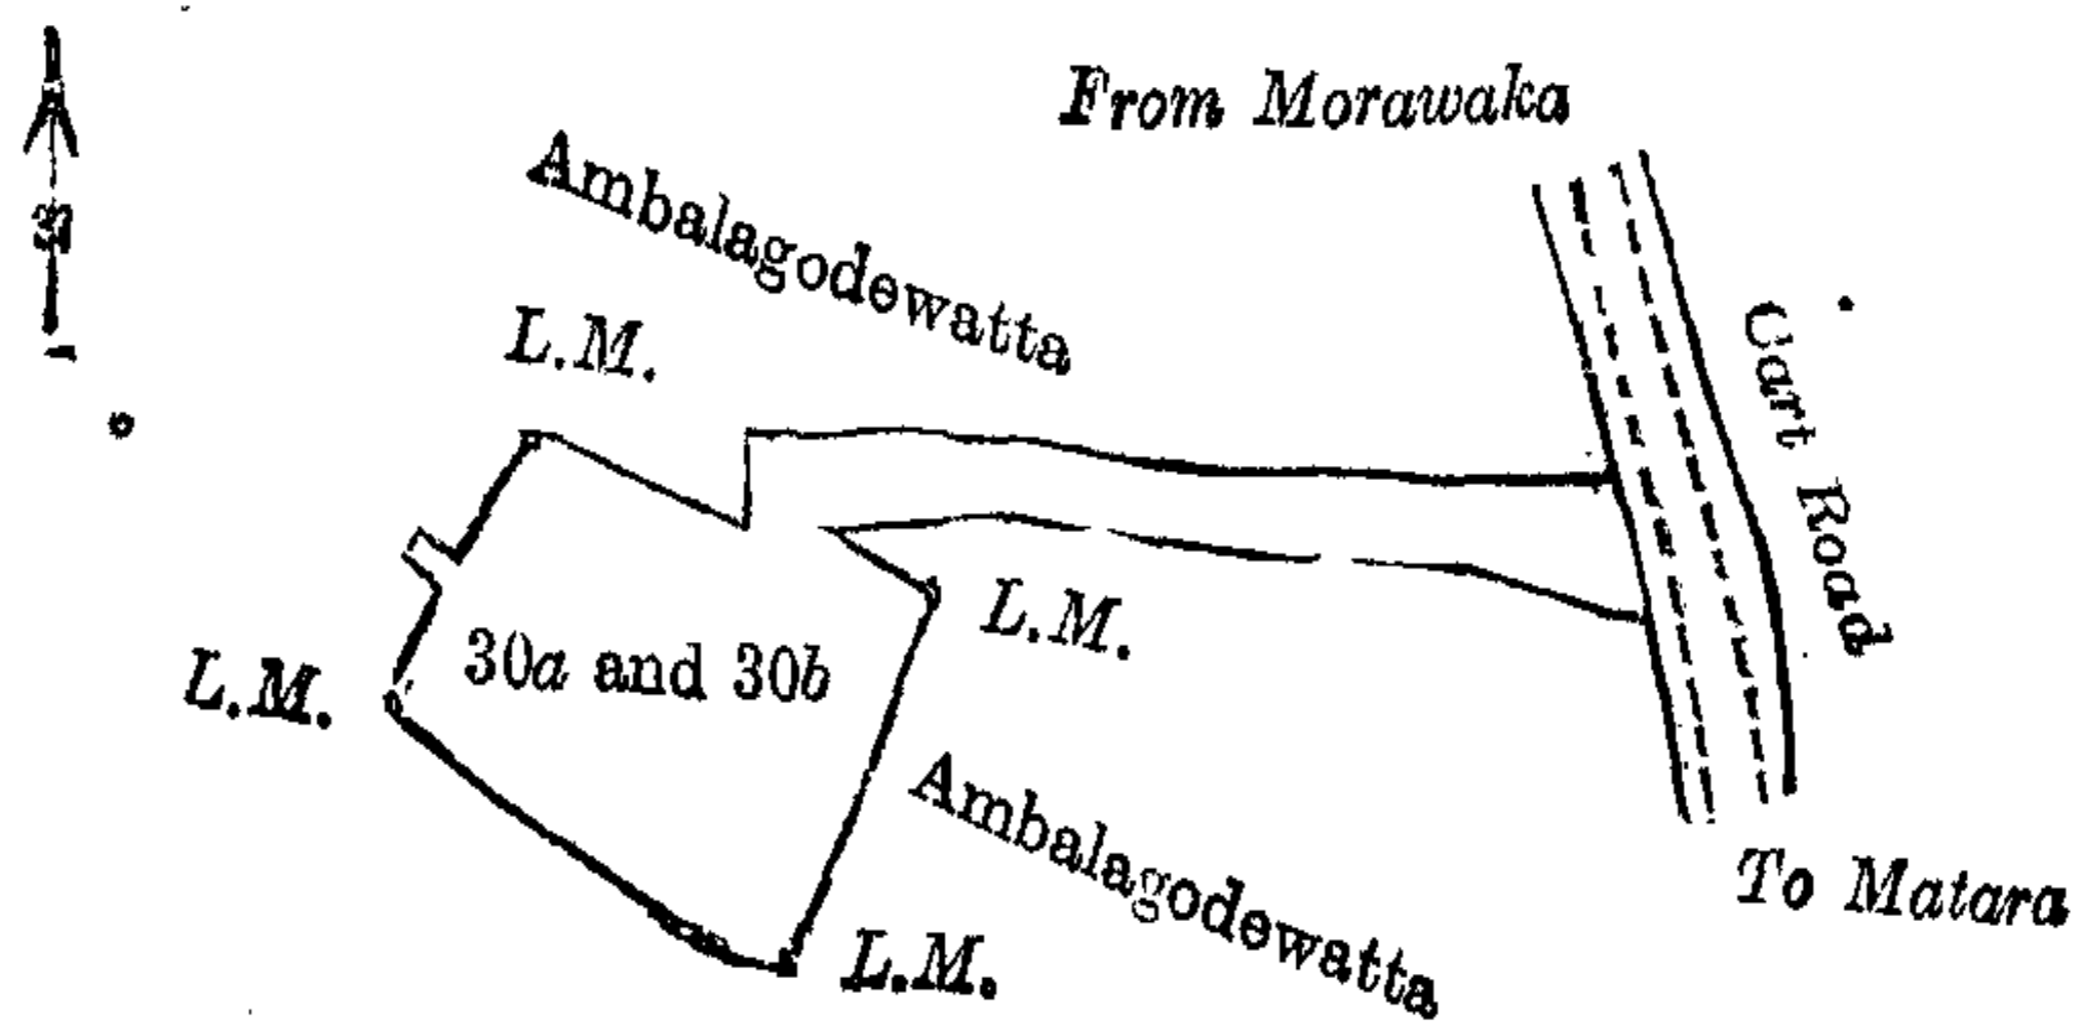 From Morawaka
Ambalagodewatta
L.M.
Cart Road
L.M.
30a and 30b
L.M.
Ambalagodewatta
To Matara
L.M.